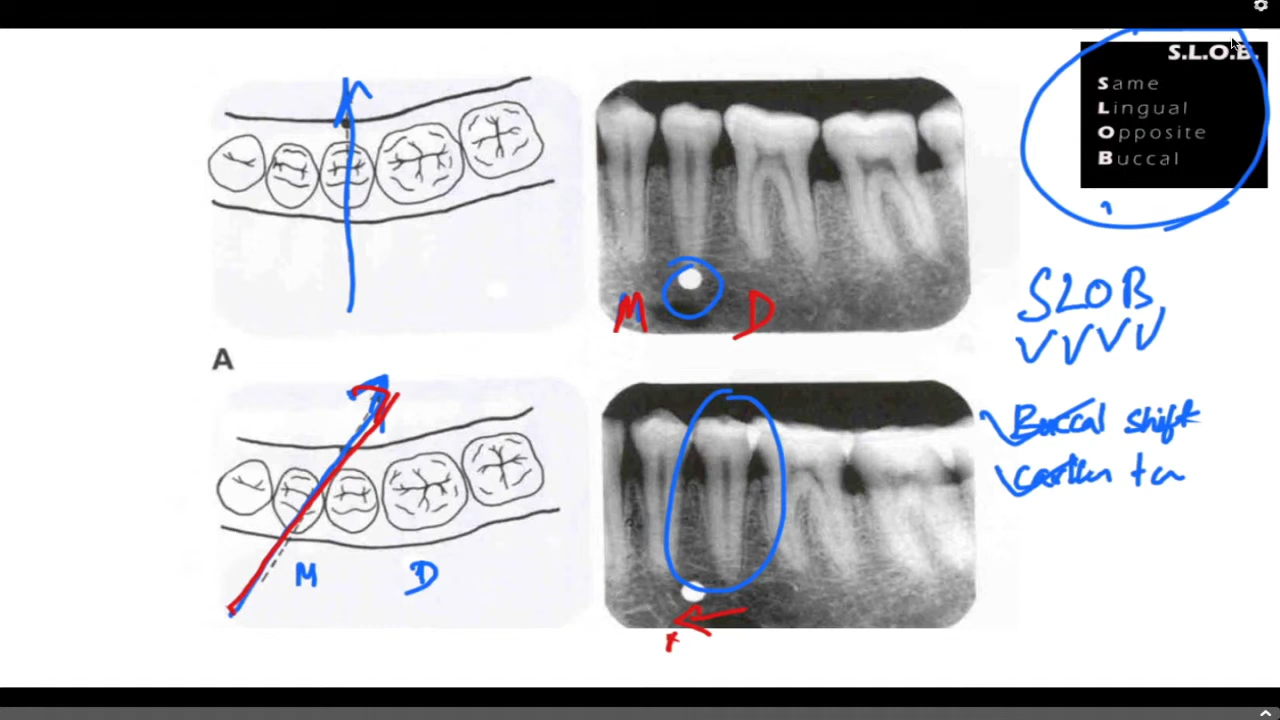 S.L.O.B.
Same
Lingual
Opposite
Buccal
M D
SLOB
A
Buccal shift
M D